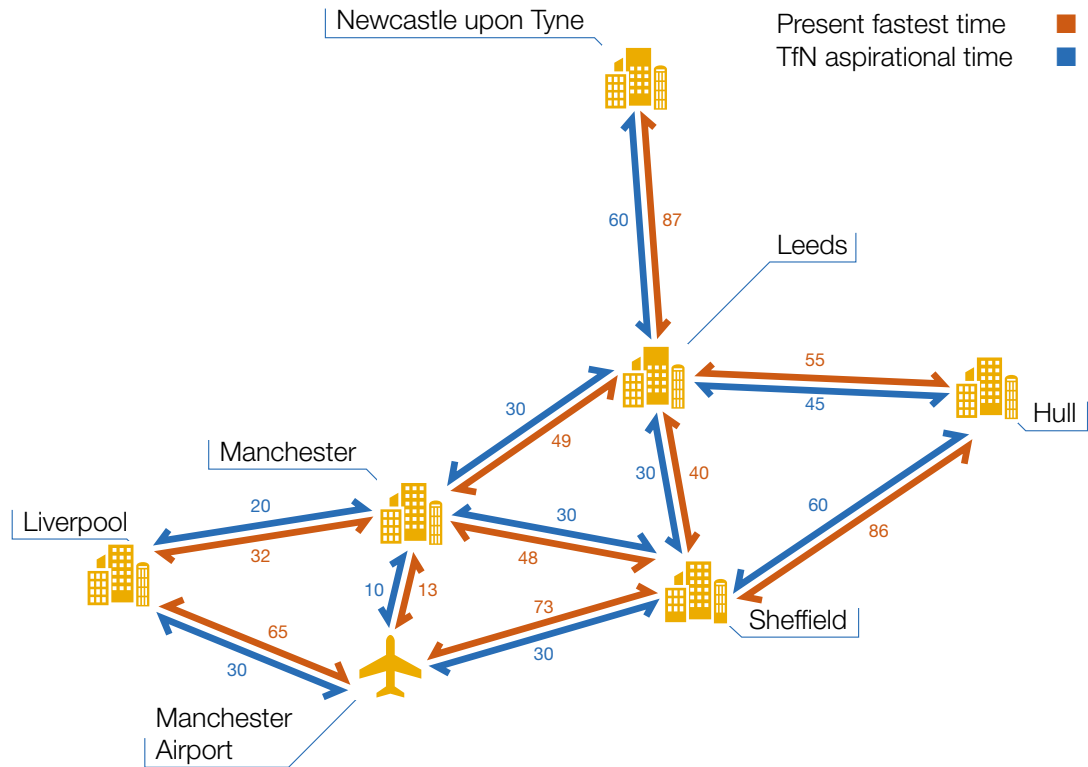 Newcastle upon Tyne
Present fastest time
TfN aspirational time
60
87
Leeds
55
45
Hull
30
49
Manchester
30
40
20
32
Liverpool
30
48
60
86
10
13
73
30
Sheffield
65
30
Manchester
Airport